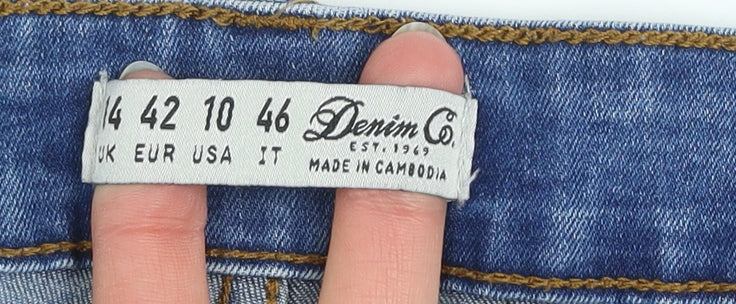 14 42 10 46
UK EUR USA IT
Denim Co.
EST. 1969
MADE IN CAMBODIA